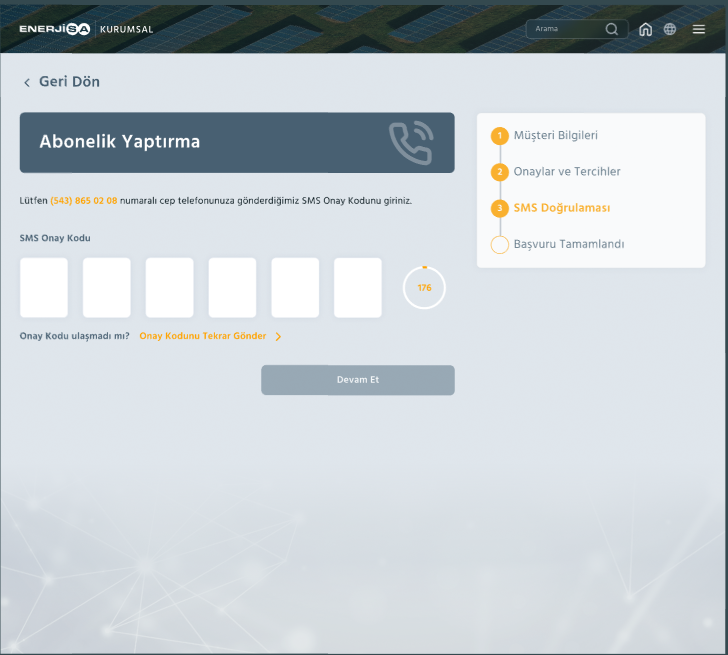 ENERJİSA KURUMSAL
Arama
Geri Dön
Abonelik Yaptırma
Lütfen (543) 865 02 08 numaralı cep telefonunuza gönderdiğimiz SMS Onay Kodunu giriniz.
SMS Onay Kodu
176
Onay Kodu ulaşmadı mı? Onay Kodunu Tekrar Gönder
Devam Et
1 Müşteri Bilgileri
2 Onaylar ve Tercihler
3 SMS Doğrulaması
Başvuru Tamamlandı